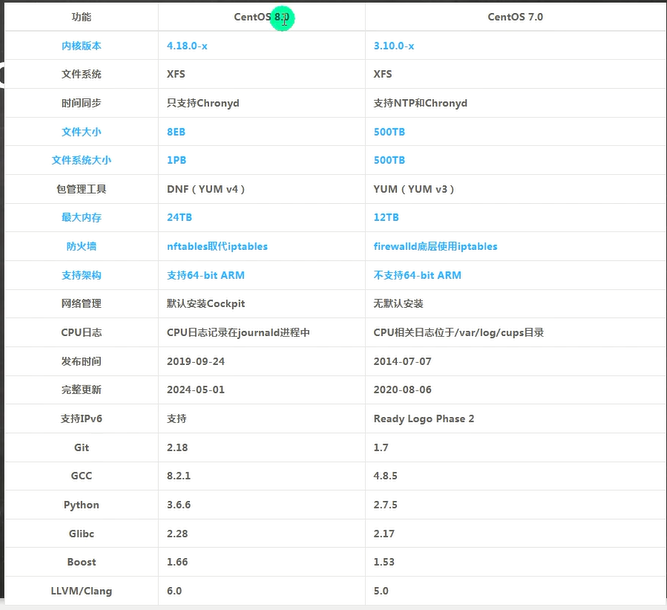 功能 CentOS 8.0 CentOS 7.0
内核版本 4.18.0-x 3.10.0-x
文件系统 XFS XFS
时间同步 只支持Chronyd 支持NTP和Chronyd
文件大小 8EB 500TB
文件系统大小 1PB 500TB
包管理工具 DNF（YUM v4） YUM（YUM v3）
最大内存 24TB 12TB
防火墙 nftables取代iptables firewalld底层使用iptables
支持架构 支持64-bit ARM 不支持64-bit ARM
网络管理 默认安装Cockpit 无默认安装
CPU日志 CPU日志记录在journald进程中 CPU相关日志位于/var/log/cups目录
发布时间 2019-09-24 2014-07-07
完整更新 2024-05-01 2020-08-06
支持IPv6 支持 Ready Logo Phase 2
Git 2.18 1.7
GCC 8.2.1 4.8.5
Python 3.6.6 2.7.5
Glibc 2.28 2.17
Boost 1.66 1.53
LLVM/Clang 6.0 5.0